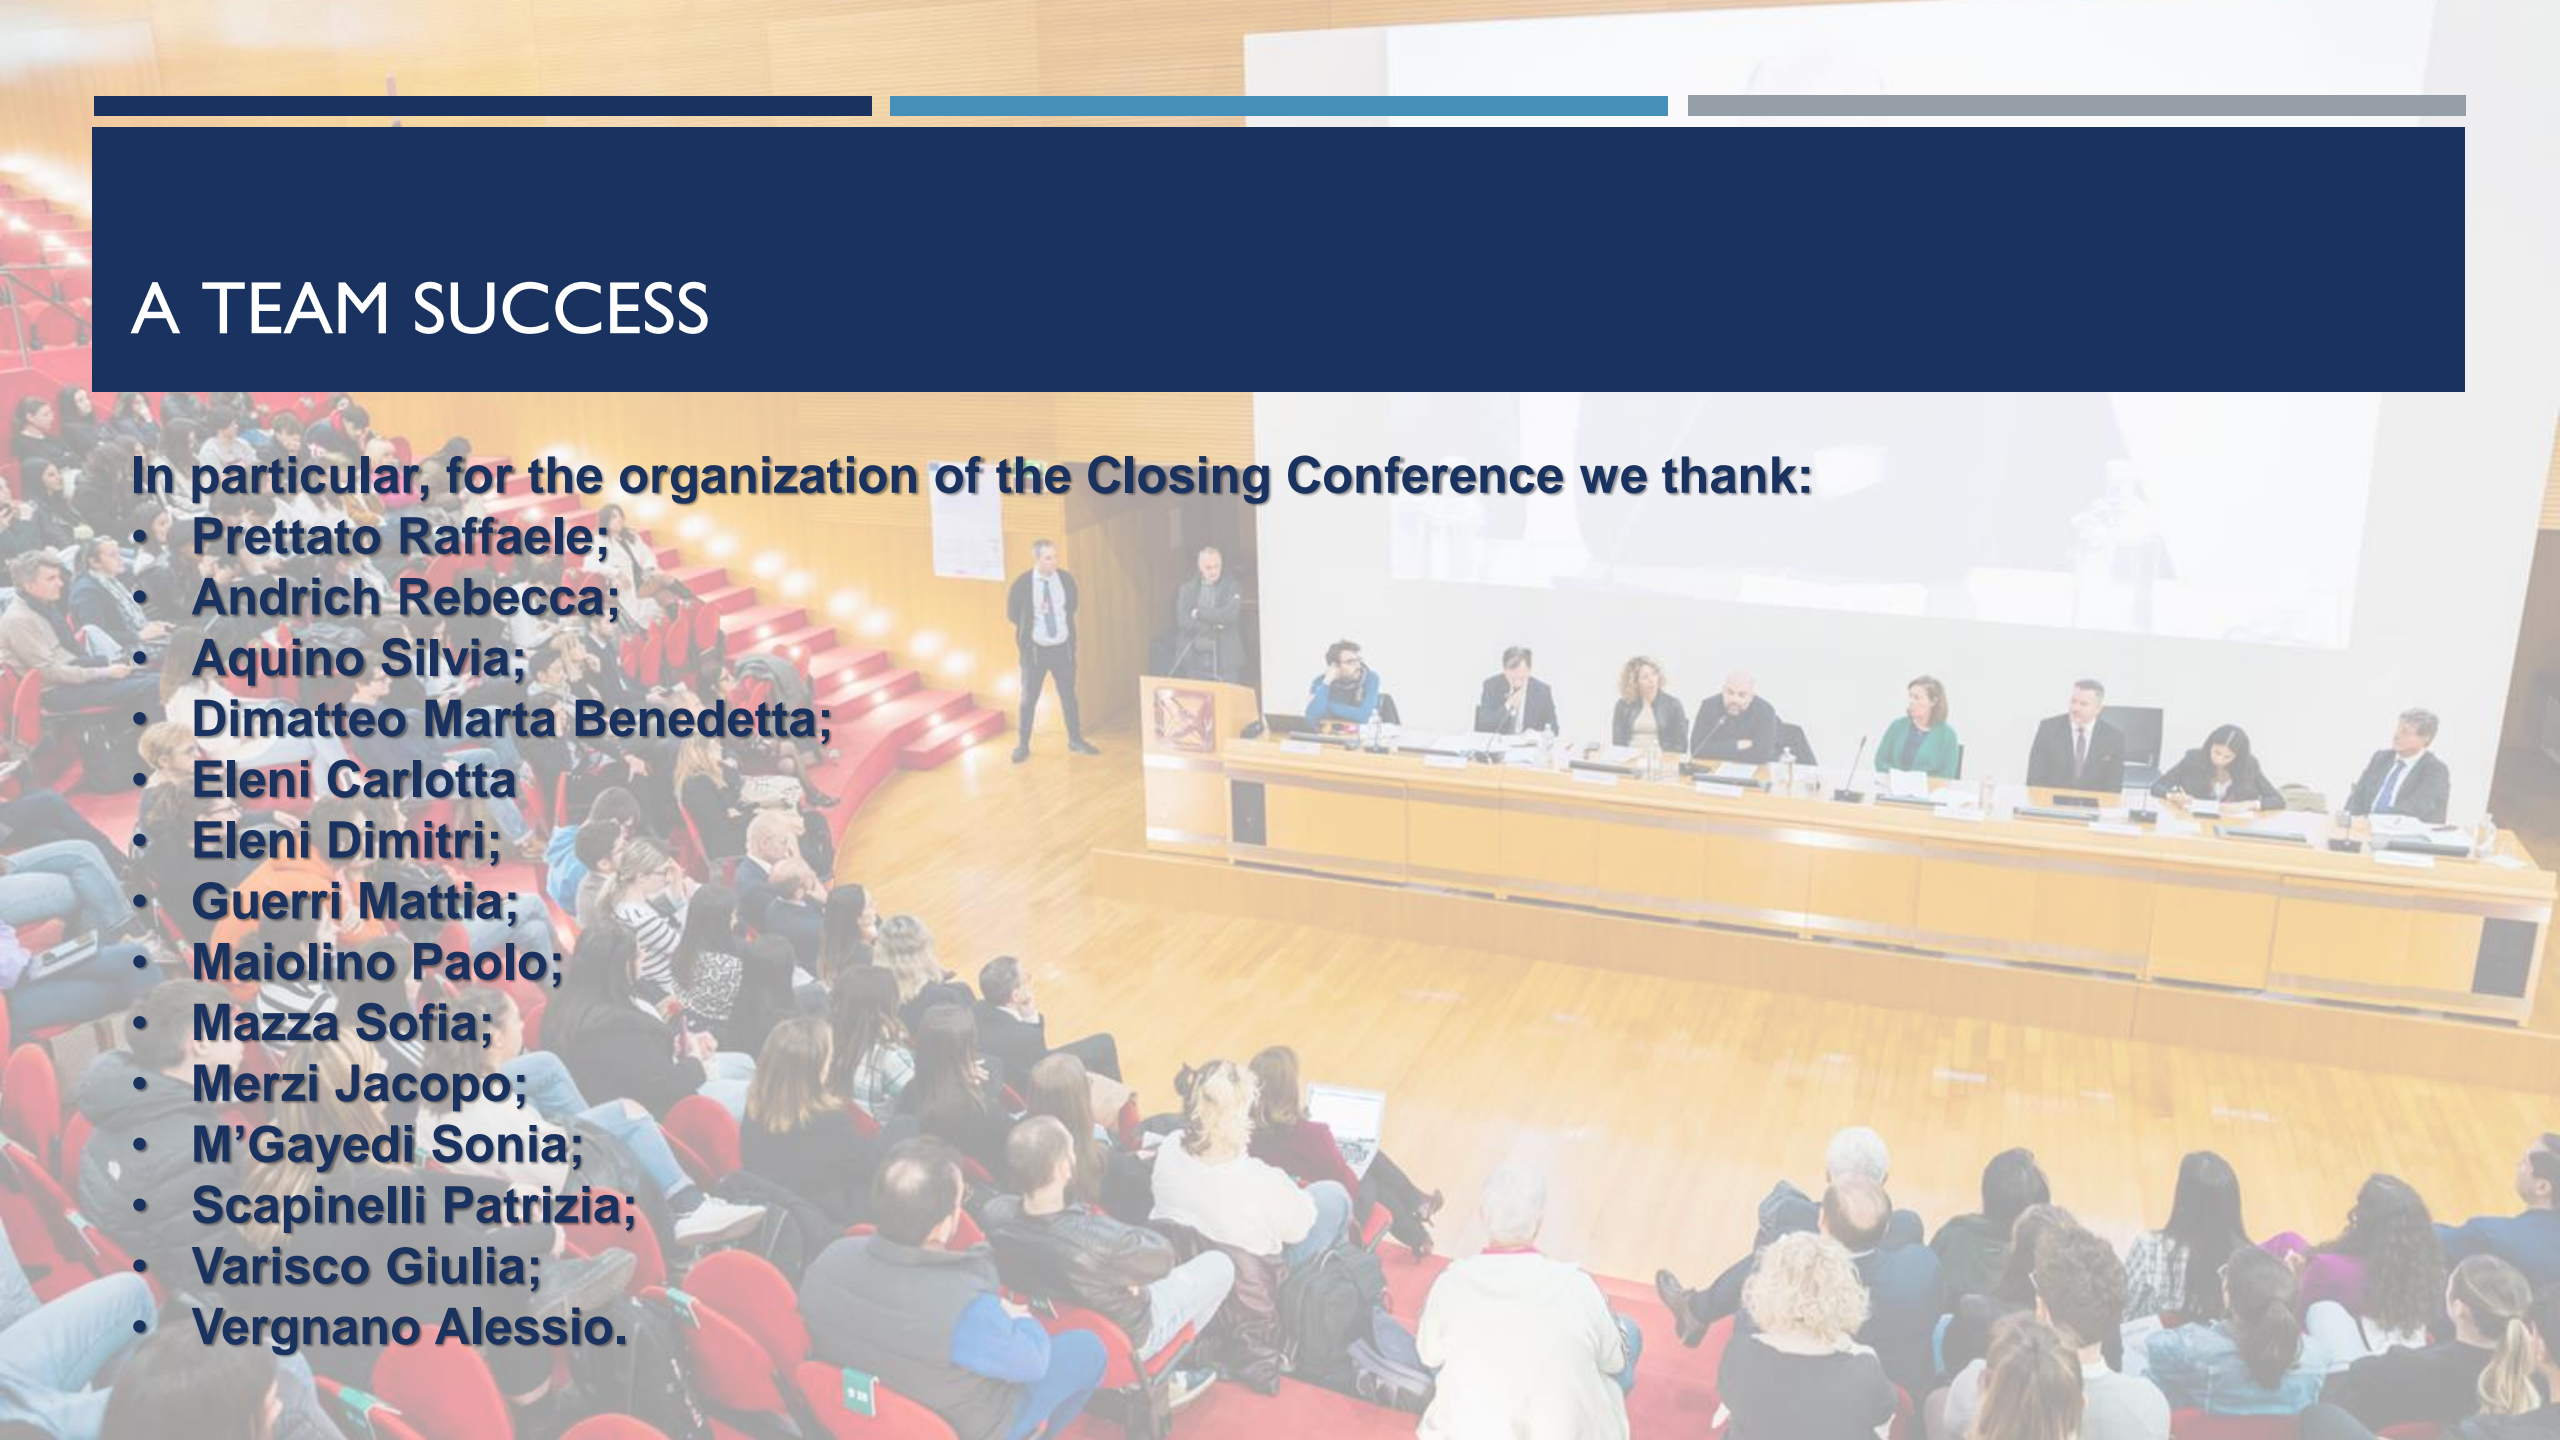 A TEAM SUCCESS
In particular, for the organization of the Closing Conference we thank:
• Prettato Raffaele;
• Andrich Rebecca;
• Aquino Silvia;
• Dimatteo Marta Benedetta;
• Eleni Carlotta
• Eleni Dimitri;
• Guerri Mattia;
• Maiolino Paolo;
• Mazza Sofia;
• Merzi Jacopo;
• M’Gayedi Sonia;
• Scapinelli Patrizia;
• Varisco Giulia;
• Vergnano Alessio.